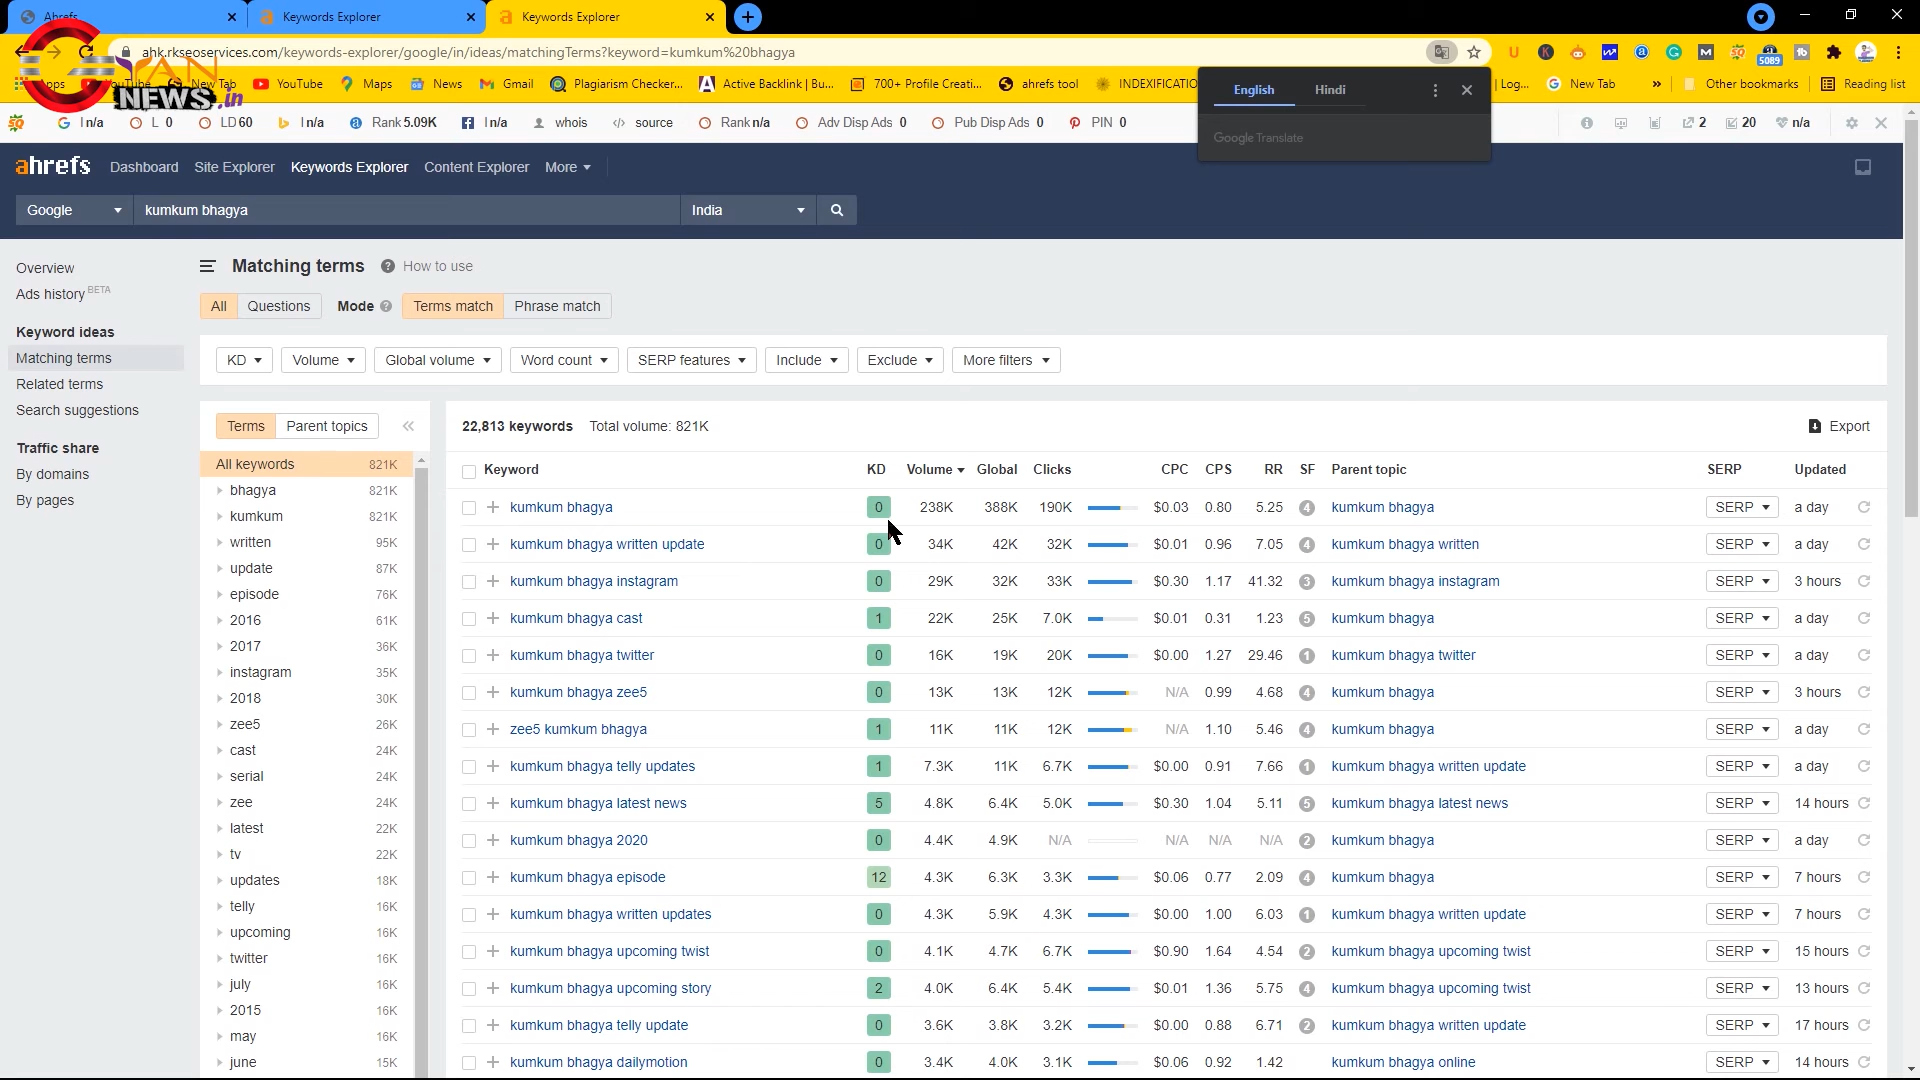 Ahrefs
Keywords Explorer
Keywords Explorer
ahk.rkseoservices.com/keywords-explorer/google/in/ideas/matchingTerms?keyword=kumkum%20bhagya
5089
YouTube
New Tab
YouTube
Maps
News
Gmail
Plagiarism Checker...
Active Backlink | Bu...
700+ Profile Creati...
ahrefs tool
INDEXIFICATIO
Log...
New Tab
»
Other bookmarks
Reading list
GYAN
NEWS.in
English
Hindi
Google Translate
I n/a
L 0
LD 60
I n/a
Rank 5.09K
I n/a
whois
source
Rank n/a
Adv Disp Ads 0
Pub Disp Ads 0
PIN 0
2
20
n/a
ahrefs
Dashboard
Site Explorer
Keywords Explorer
Content Explorer
More
Google
kumkum bhagya
India
Overview
Ads history BETA
Keyword ideas
Matching terms
Related terms
Search suggestions
Traffic share
By domains
By pages
Matching terms
How to use
All
Questions
Mode
Terms match
Phrase match
KD
Volume
Global volume
Word count
SERP features
Include
Exclude
More filters
Terms
Parent topics
All keywords 821K
bhagya 821K
kumkum 821K
written 95K
update 87K
episode 76K
2016 61K
2017 36K
instagram 35K
2018 30K
zee5 26K
cast 24K
serial 24K
zee 24K
latest 22K
tv 22K
updates 18K
telly 16K
upcoming 16K
twitter 16K
july 16K
2015 16K
may 16K
june 15K
22,813 keywords Total volume: 821K
Export
Keyword KD Volume Global Clicks CPC CPS RR SF Parent topic SERP Updated
kumkum bhagya 0 238K 388K 190K $0.03 0.80 5.25 4 kumkum bhagya SERP a day
kumkum bhagya written update 0 34K 42K 32K $0.01 0.96 7.05 4 kumkum bhagya written SERP a day
kumkum bhagya instagram 0 29K 32K 33K $0.30 1.17 41.32 3 kumkum bhagya instagram SERP 3 hours
kumkum bhagya cast 1 22K 25K 7.0K $0.01 0.31 1.23 5 kumkum bhagya SERP a day
kumkum bhagya twitter 0 16K 19K 20K $0.00 1.27 29.46 1 kumkum bhagya twitter SERP a day
kumkum bhagya zee5 0 13K 13K 12K N/A 0.99 4.68 4 kumkum bhagya SERP 3 hours
zee5 kumkum bhagya 1 11K 11K 12K N/A 1.10 5.46 4 kumkum bhagya SERP a day
kumkum bhagya telly updates 1 7.3K 11K 6.7K $0.00 0.91 7.66 1 kumkum bhagya written update SERP a day
kumkum bhagya latest news 5 4.8K 6.4K 5.0K $0.30 1.04 5.11 5 kumkum bhagya latest news SERP 14 hours
kumkum bhagya 2020 0 4.4K 4.9K N/A N/A N/A N/A 2 kumkum bhagya SERP a day
kumkum bhagya episode 12 4.3K 6.3K 3.3K $0.06 0.77 2.09 4 kumkum bhagya SERP 7 hours
kumkum bhagya written updates 0 4.3K 5.9K 4.3K $0.00 1.00 6.03 1 kumkum bhagya written update SERP 7 hours
kumkum bhagya upcoming twist 0 4.1K 4.7K 6.7K $0.90 1.64 4.54 2 kumkum bhagya upcoming twist SERP 15 hours
kumkum bhagya upcoming story 2 4.0K 6.4K 5.4K $0.01 1.36 5.75 4 kumkum bhagya upcoming twist SERP 13 hours
kumkum bhagya telly update 0 3.6K 3.8K 3.2K $0.00 0.88 6.71 2 kumkum bhagya written update SERP 17 hours
kumkum bhagya dailymotion 0 3.4K 4.0K 3.1K $0.06 0.92 1.42 kumkum bhagya online SERP 14 hours